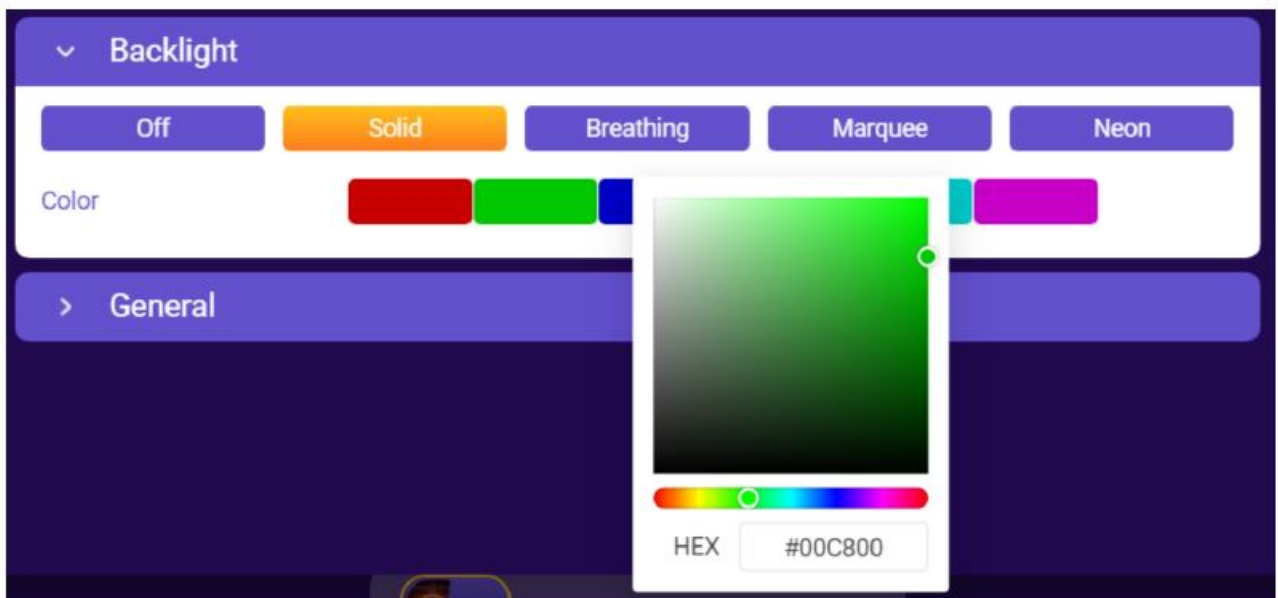 Backlight
Off Solid Breathing Marquee Neon
Color
General
HEX #00C800